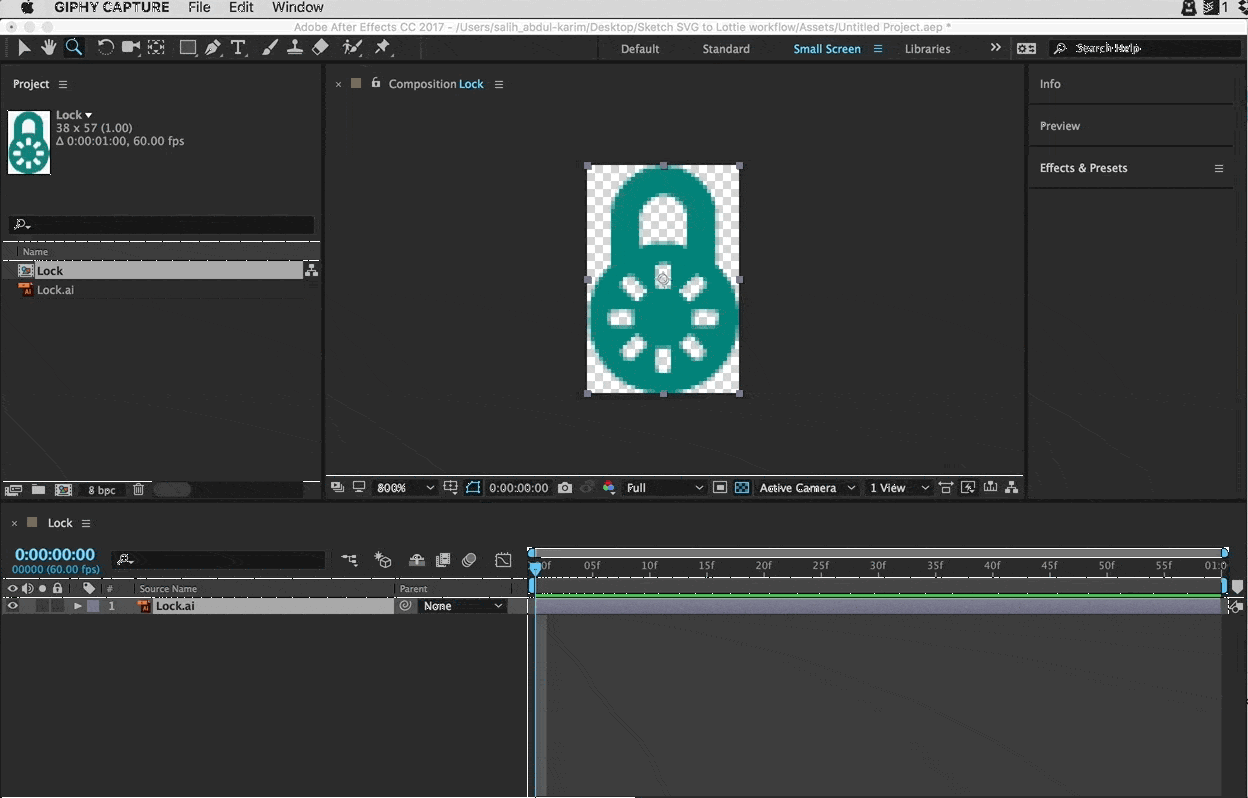 GIPHY CAPTURE File Edit Window 1
Adobe After Effects CC 2017 - /Users/salih_abdul-karim/Desktop/Sketch SVG to Lottie workflow/Assets/Untitled Project.aep *
T Default Standard Small Screen Libraries » Search Help
Project
× Composition Lock
Info
Lock
38 x 57 (1.00)
Δ 0:00:01:00, 60.00 fps
Preview
Effects & Presets
Name
Lock
Lock.ai
8 bpc
800% 0:00:00:00 Full Active Camera 1 View
× Lock
0:00:00:00
00000 (60.00 fps)
05f 10f 15f 20f 25f 30f 35f 40f 45f 50f 55f
# Source Name Parent
1 Lock.ai None